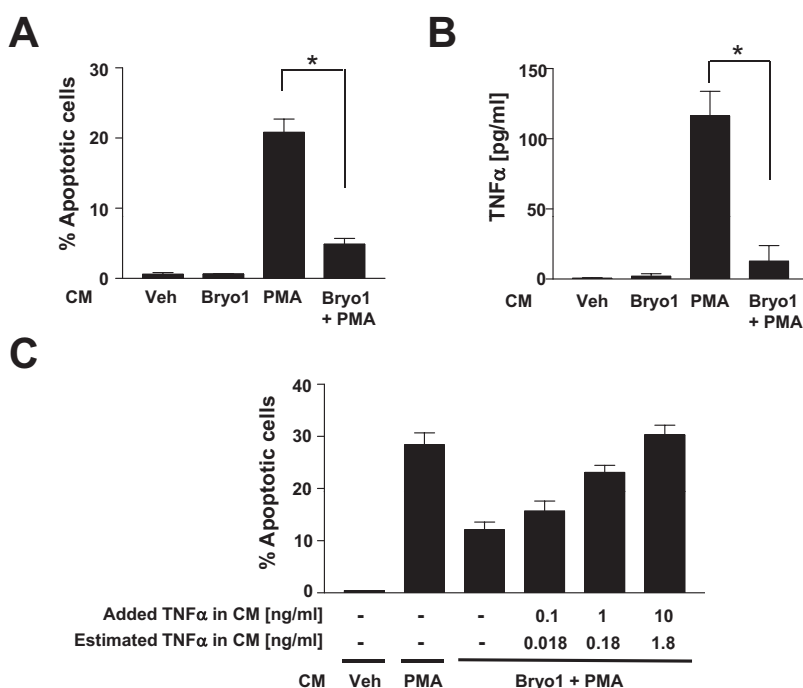 A
% Apoptotic cells
30
20
10
0
*
CM Veh Bryo1 PMA Bryo1
+ PMA
B
TNFα [pg/ml]
150
100
50
0
*
CM Veh Bryo1 PMA Bryo1
+ PMA
C
% Apoptotic cells
40
30
20
10
0
Added TNFα in CM [ng/ml] - - - 0.1 1 10
Estimated TNFα in CM [ng/ml] - - - 0.018 0.18 1.8
CM Veh PMA Bryo1 + PMA